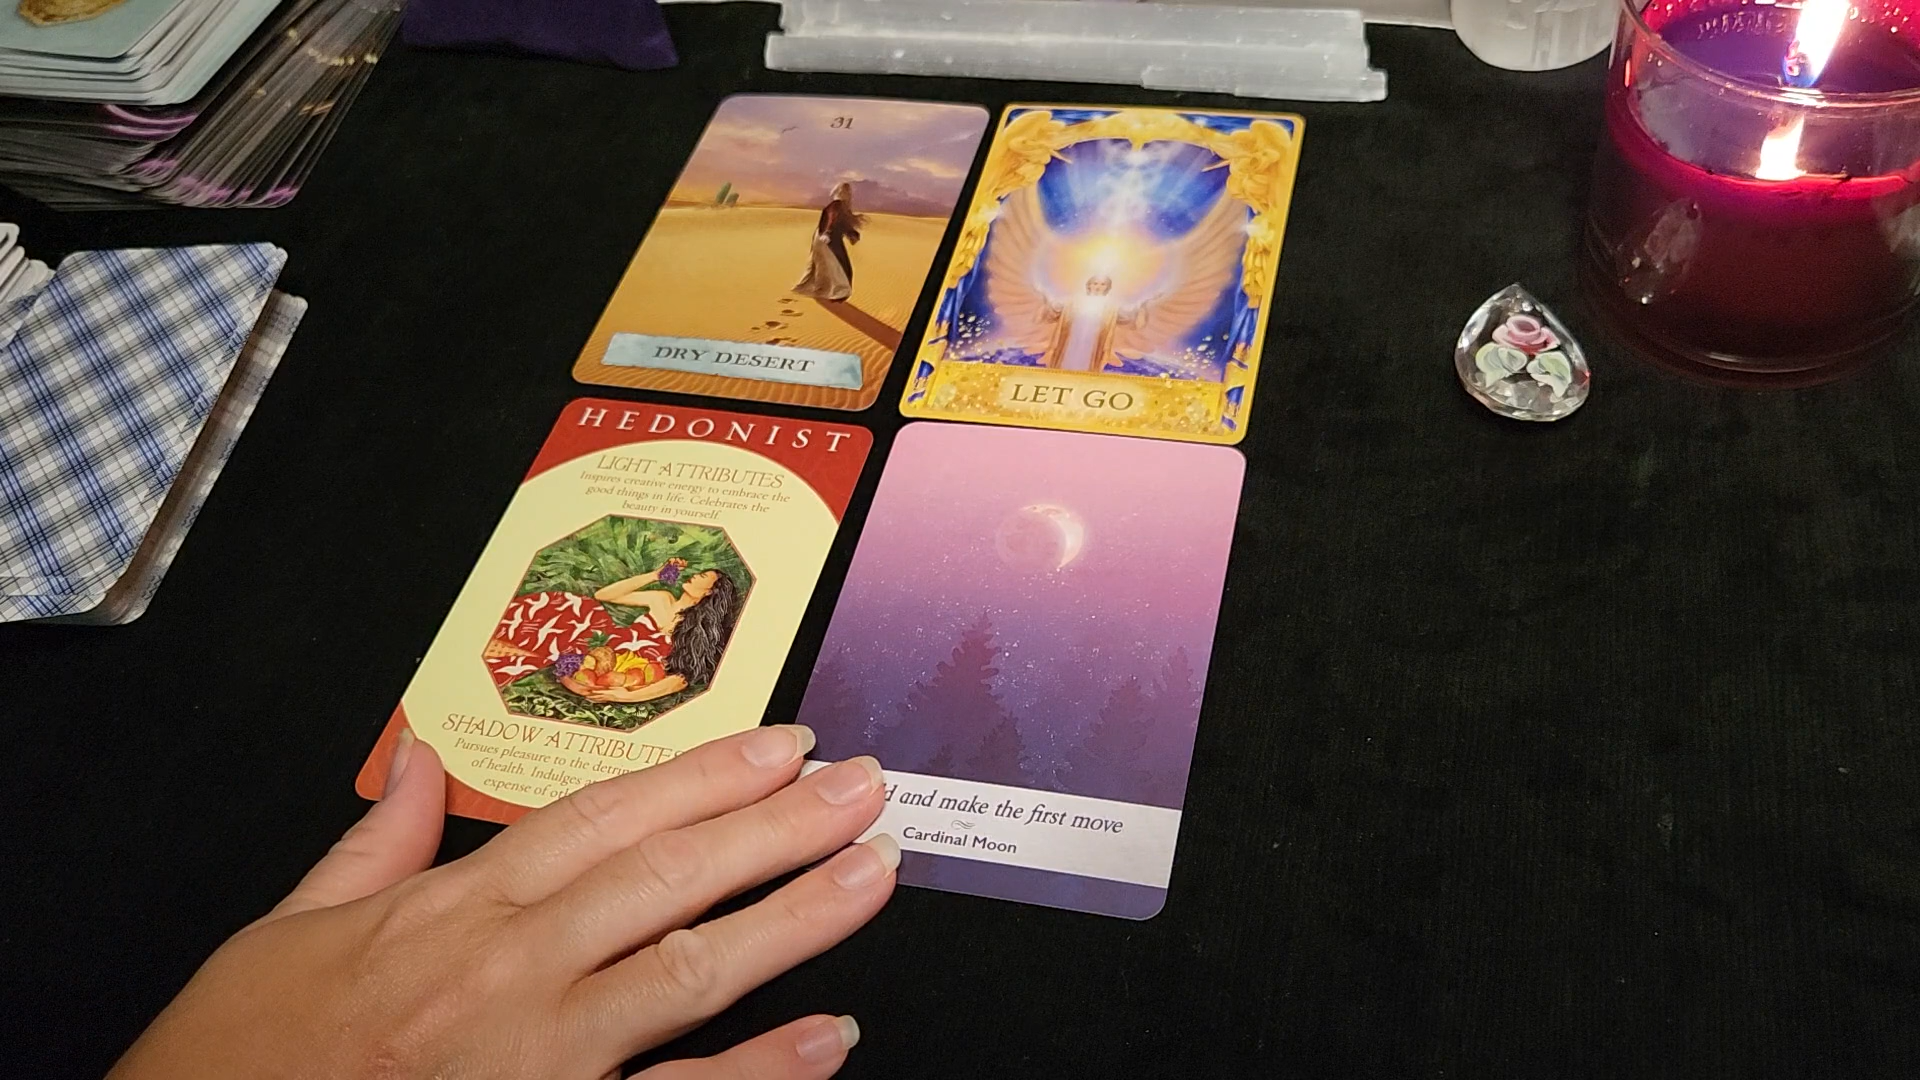 31
DRY DESERT
LET GO
HEDONIST
LIGHT ATTRIBUTES
Inspires creative energy to embrace the
good things in life. Celebrates the
beauty in yourself.
SHADOW ATTRIBUTES
Pursues pleasure to the
of health. Indulges
expense of
and make the first move
Cardinal Moon